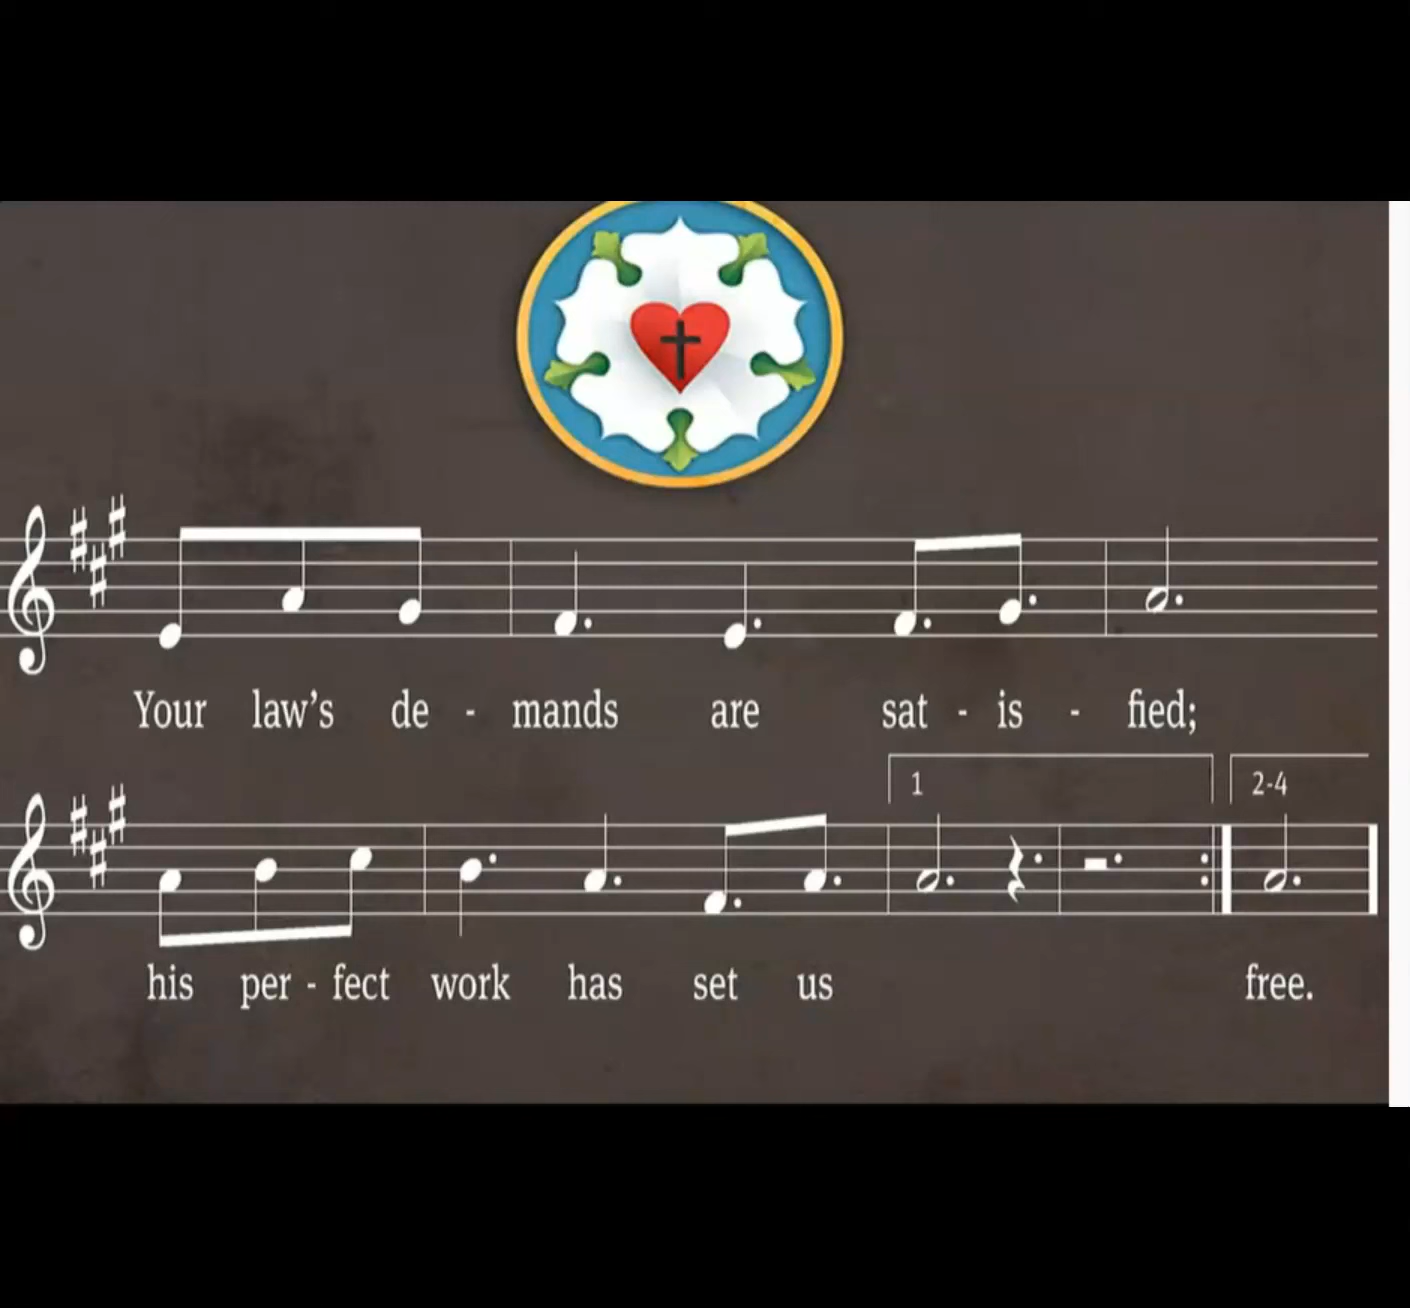 Your law's de - mands are sat - is - fied;
1 2-4
his per - fect work has set us free.